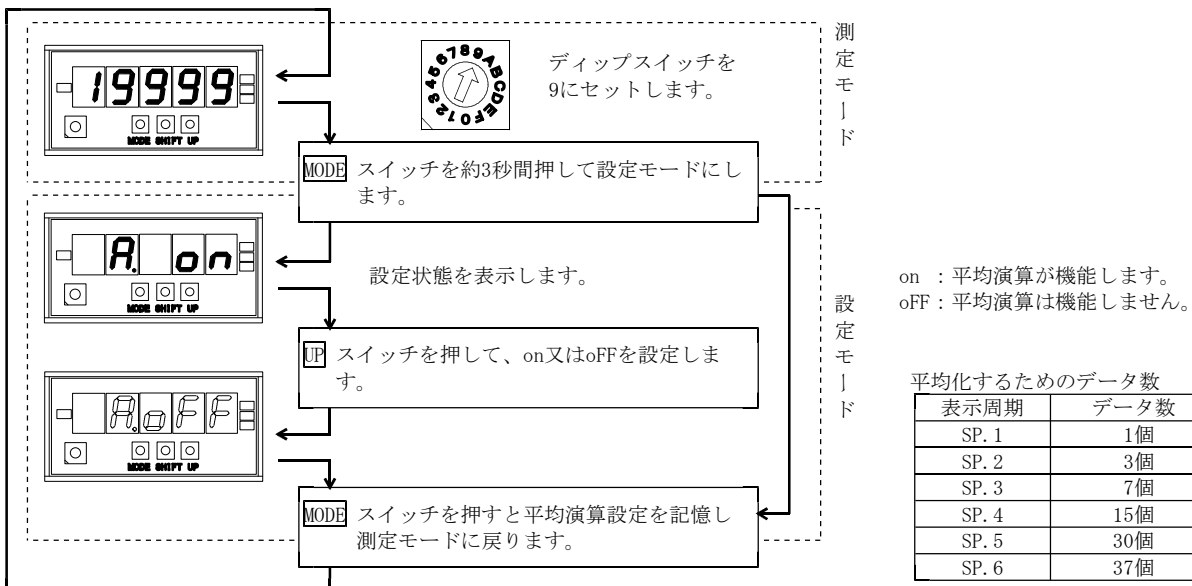 19999
MODE SHIFT UP
456789ABCDEF0123
ディップスイッチを
9にセットします。
測定モード
MODE スイッチを約3秒間押して設定モードにし
ます。
A. on
MODE SHIFT UP
設定状態を表示します。
UP スイッチを押して、on又はoFFを設定しま
す。
A.oFF
MODE SHIFT UP
MODE スイッチを押すと平均演算設定を記憶し
測定モードに戻ります。
設定モード
on :平均演算が機能します。
oFF:平均演算は機能しません。
平均化するためのデータ数
表示周期 データ数
SP.1 1個
SP.2 3個
SP.3 7個
SP.4 15個
SP.5 30個
SP.6 37個